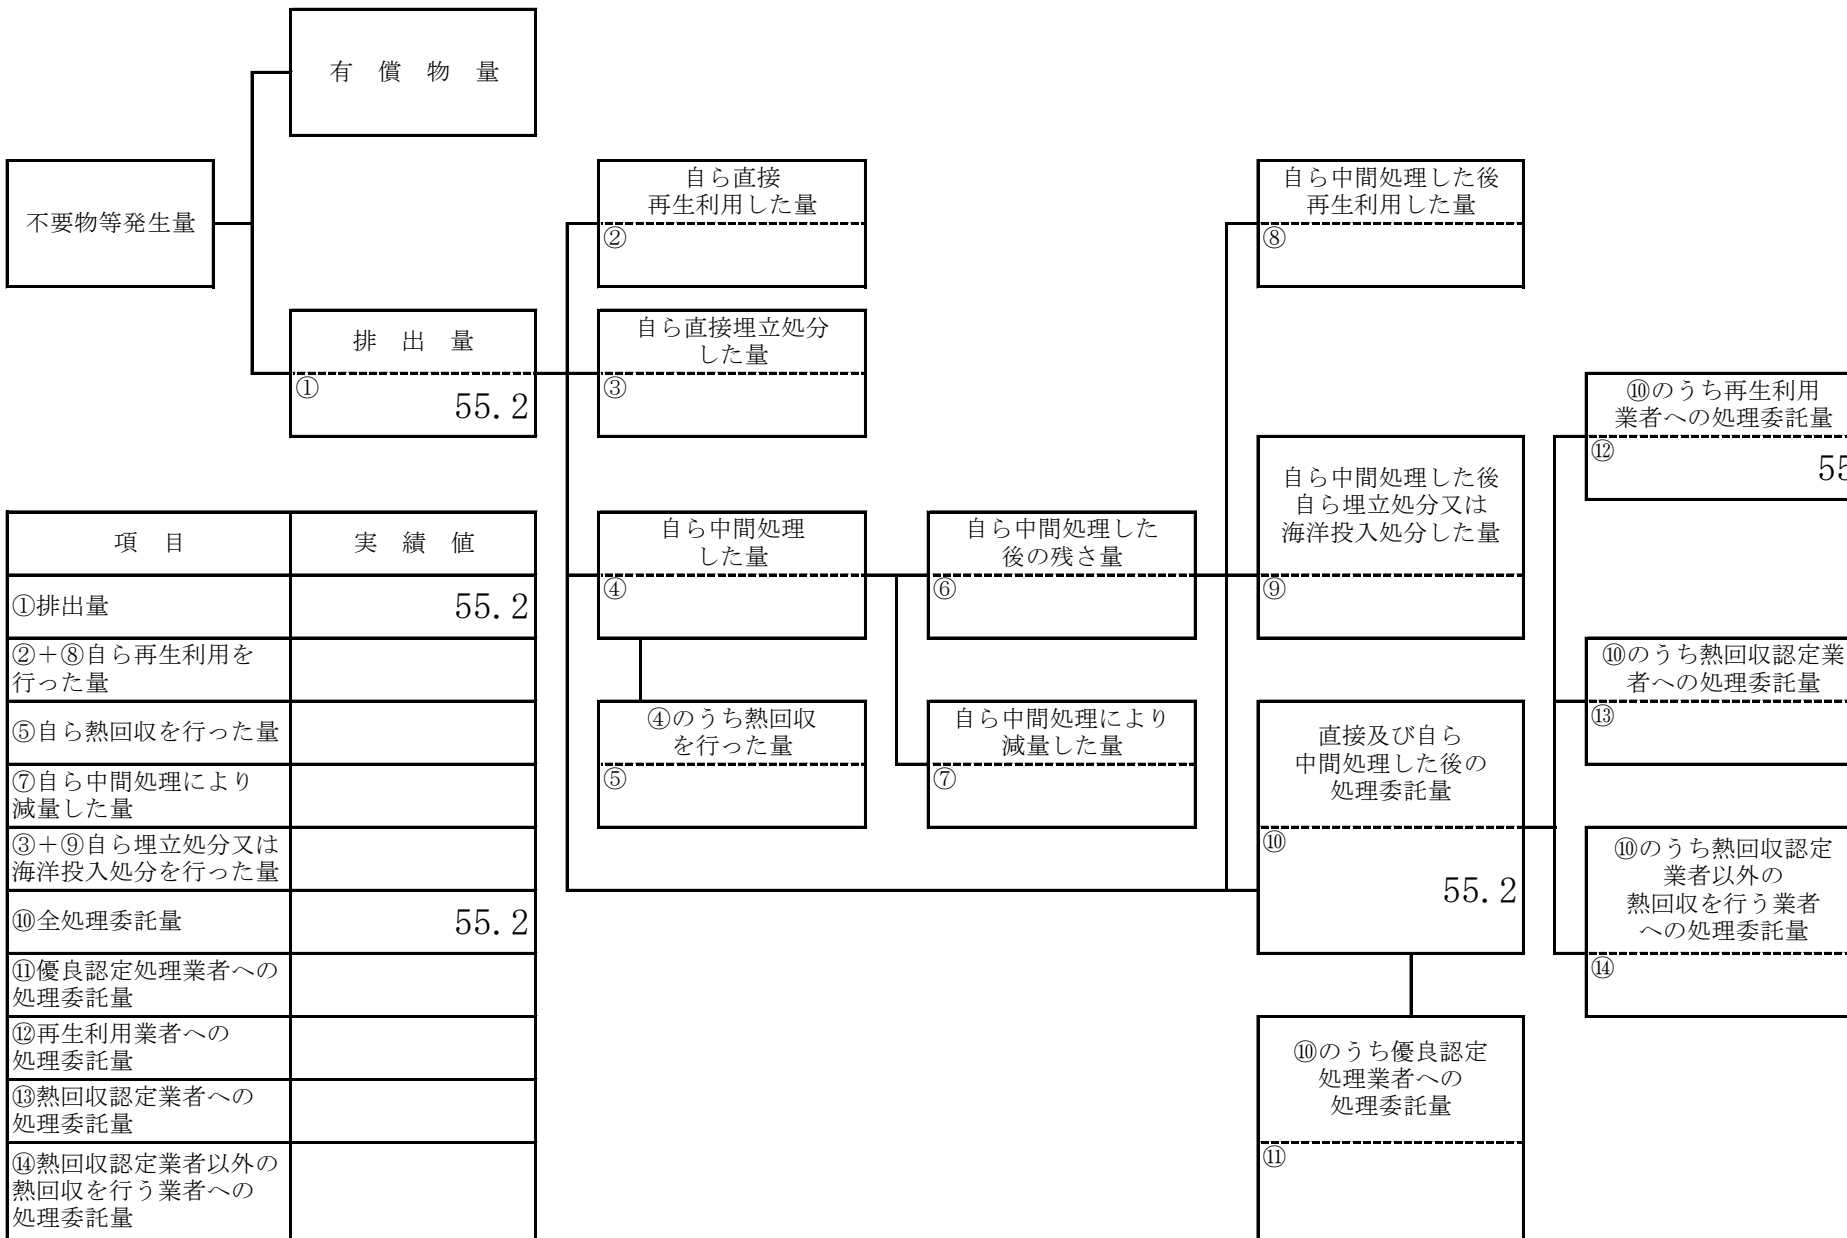 有 償 物 量
不要物等発生量
排 出 量
①
55.2
自ら直接
再生利用した量
②
自ら直接埋立処分
した量
③
自ら中間処理
した量
④
④のうち熱回収
を行った量
⑤
自ら中間処理した
後の残さ量
⑥
自ら中間処理により
減量した量
⑦
自ら中間処理した後
再生利用した量
⑧
自ら中間処理した後
自ら埋立処分又は
海洋投入処分した量
⑨
直接及び自ら
中間処理した後の
処理委託量
⑩
55.2
⑩のうち優良認定
処理業者への
処理委託量
⑪
⑩のうち再生利用
業者への処理委託量
⑫
55
⑩のうち熱回収認定業
者への処理委託量
⑬
⑩のうち熱回収認定
業者以外の
熱回収を行う業者
への処理委託量
⑭
項 目 実 績 値
①排出量 55.2
②+⑧自ら再生利用を
行った量
⑤自ら熱回収を行った量
⑦自ら中間処理により
減量した量
③+⑨自ら埋立処分又は
海洋投入処分を行った量
⑩全処理委託量 55.2
⑪優良認定処理業者への
処理委託量
⑫再生利用業者への
処理委託量
⑬熱回収認定業者への
処理委託量
⑭熱回収認定業者以外の
熱回収を行う業者への
処理委託量